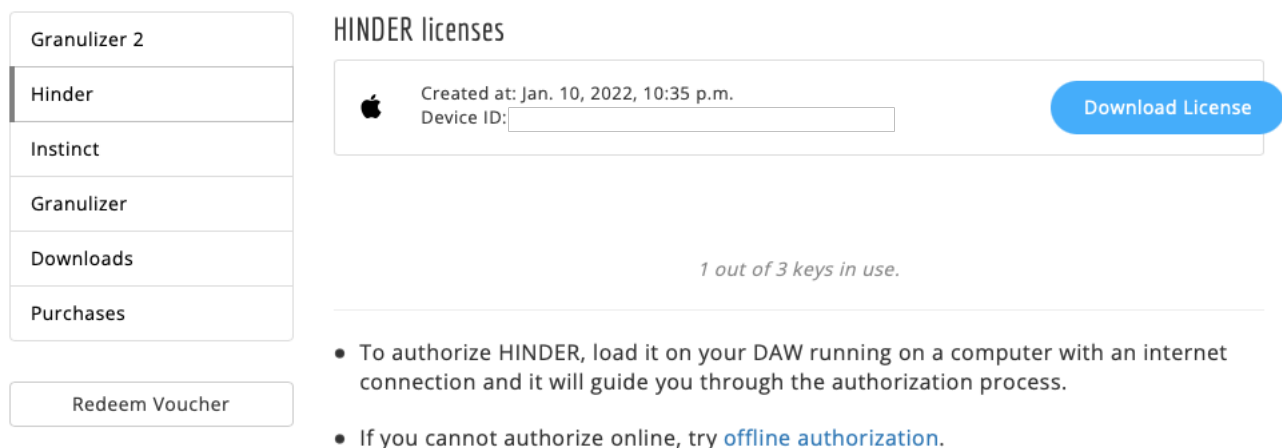 Granulizer 2
Hinder
Instinct
Granulizer
Downloads
Purchases
Redeem Voucher
HINDER licenses
Created at: Jan. 10, 2022, 10:35 p.m.
Device ID:
Download License
1 out of 3 keys in use.
To authorize HINDER, load it on your DAW running on a computer with an internet
connection and it will guide you through the authorization process.
If you cannot authorize online, try offline authorization.